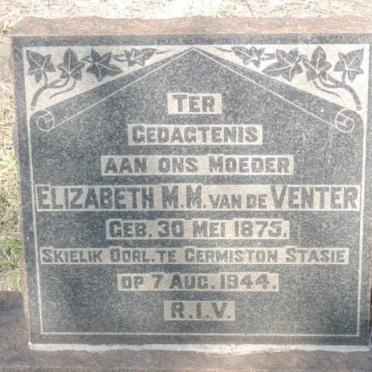 TER
GEDAGTENIS
AAN ONS MOEDER
ELIZABETH M.M. VAN DE VENTER
GEB. 30 MEI 1875.
SKIELIK OORL. TE GERMISTON STASIE
OP 7 AUG. 1944.
R.I.V.